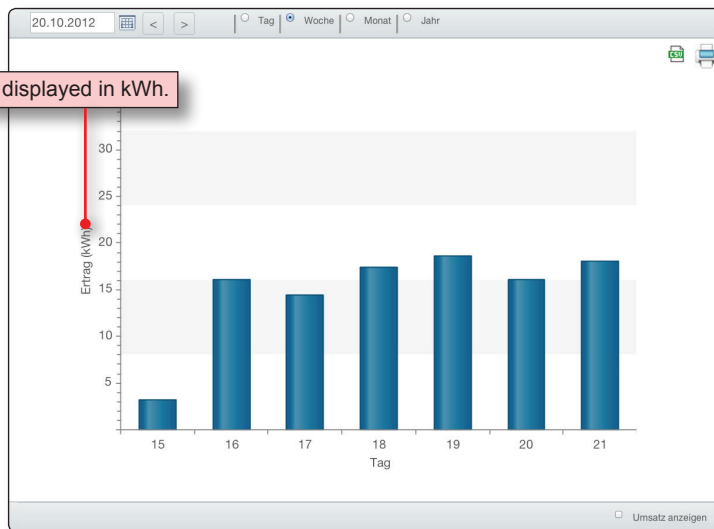 20.10.2012 < > Tag Woche Monat Jahr
CSV
displayed in kWh.
30
25
20
15
10
5
Ertrag (kWh)
15 16 17 18 19 20 21
Tag
Umsatz anzeigen